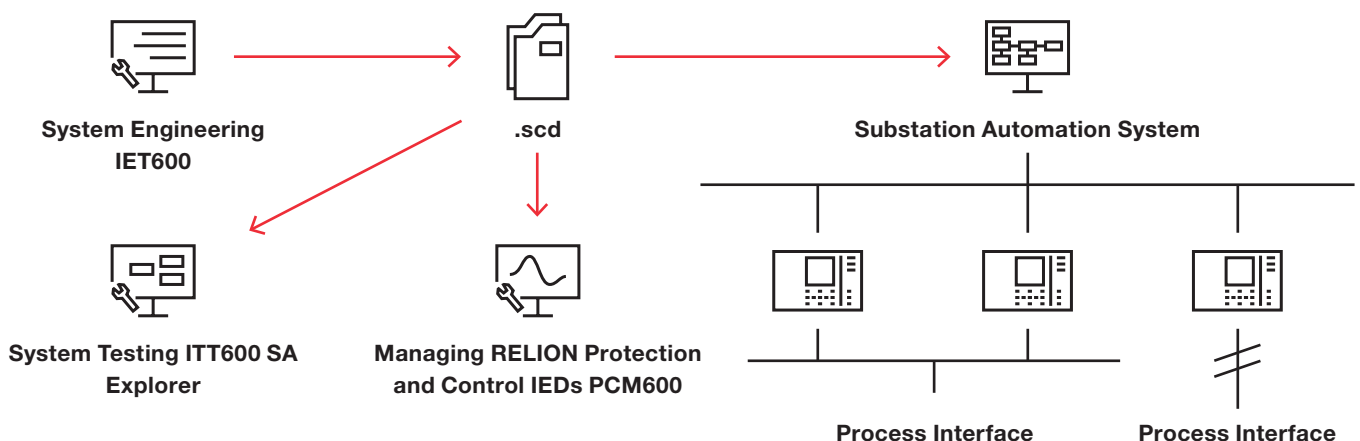 System Engineering
IET600
.scd
Substation Automation System
System Testing ITT600 SA
Explorer
Managing RELION Protection
and Control IEDs PCM600
Process Interface
Process Interface